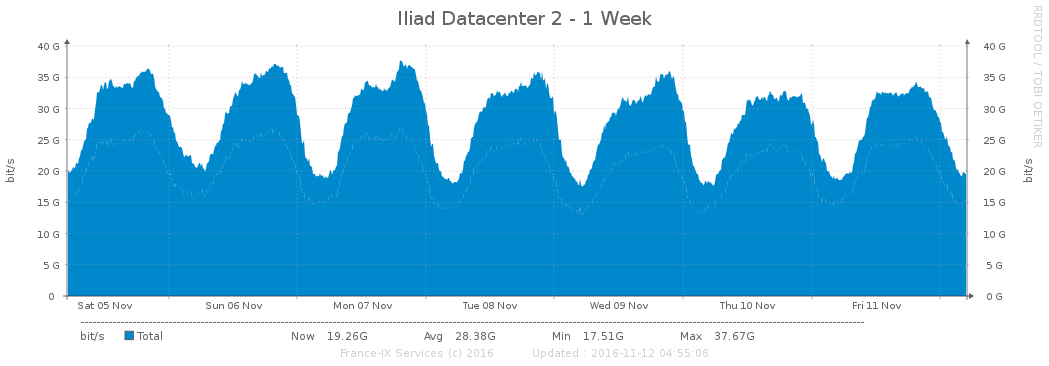 Iliad Datacenter 2 - 1 Week
RRDTOOL / TOBI OETIKER
40 G 40 G
35 G 35 G
30 G 30 G
25 G 25 G
20 G 20 G
15 G 15 G
10 G 10 G
5 G 5 G
0 0 G
bit/s bit/s
Sat 05 Nov Sun 06 Nov Mon 07 Nov Tue 08 Nov Wed 09 Nov Thu 10 Nov Fri 11 Nov
bit/s Total Now 19.26G Avg 28.38G Min 17.51G Max 37.67G
France-IX Services (c) 2016 Updated : 2016-11-12 04:55:06